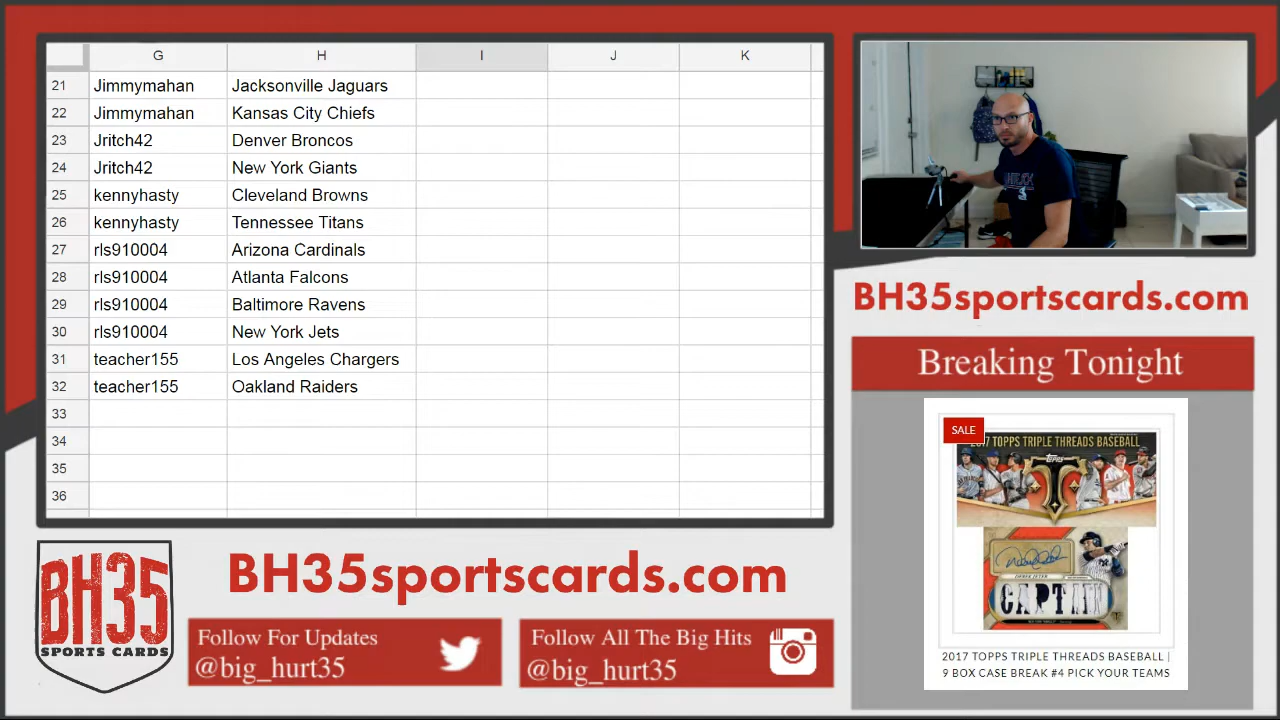 G H I J K
21 Jimmymahan Jacksonville Jaguars
22 Jimmymahan Kansas City Chiefs
23 Jritch42 Denver Broncos
24 Jritch42 New York Giants
25 kennyhasty Cleveland Browns
26 kennyhasty Tennessee Titans
27 rls910004 Arizona Cardinals
28 rls910004 Atlanta Falcons
29 rls910004 Baltimore Ravens
30 rls910004 New York Jets
31 teacher155 Los Angeles Chargers
32 teacher155 Oakland Raiders
33
34
35
36
BH35sportscards.com
Breaking Tonight
SALE
2017 TOPPS TRIPLE THREADS BASEBALL
Topps
DEREK JETER
CAPTAIN
2017 TOPPS TRIPLE THREADS BASEBALL |
9 BOX CASE BREAK #4 PICK YOUR TEAMS
BH35
SPORTS CARDS
BH35sportscards.com
Follow For Updates
@big_hurt35
Follow All The Big Hits
@big_hurt35